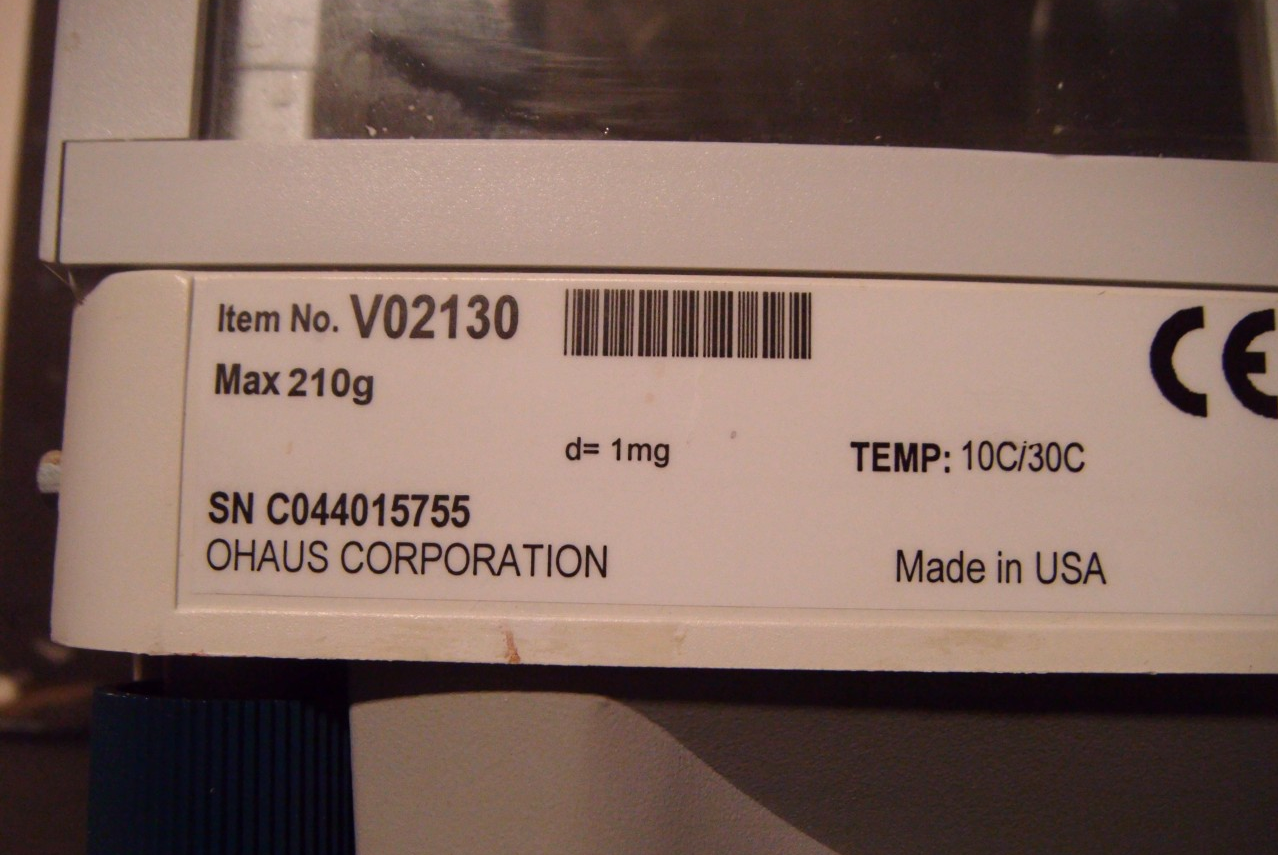 Item No. V02130
Max 210g
d= 1mg
TEMP: 10C/30C
SN C044015755
OHAUS CORPORATION
Made in USA
CE